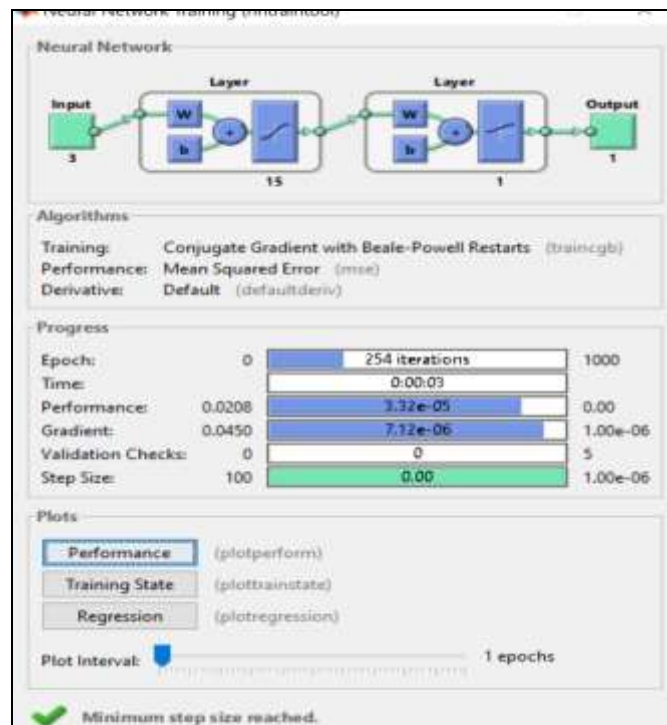 Neural Network Training (nntraintool)
Neural Network
Layer Layer
Input Output
W W
b b
+ +
3 1
15 1
Algorithms
Training: Conjugate Gradient with Beale-Powell Restarts (traincgb)
Performance: Mean Squared Error (mse)
Derivative: Default (defaultderiv)
Progress
Epoch: 0 254 iterations 1000
Time: 0:00:03
Performance: 0.0208 3.32e-05 0.00
Gradient: 0.0450 7.12e-06 1.00e-06
Validation Checks: 0 0 5
Step Size: 100 0.00 1.00e-06
Plots
Performance (plotperform)
Training State (plottrainstate)
Regression (plotregression)
Plot Interval: 1 epochs
Minimum step size reached.